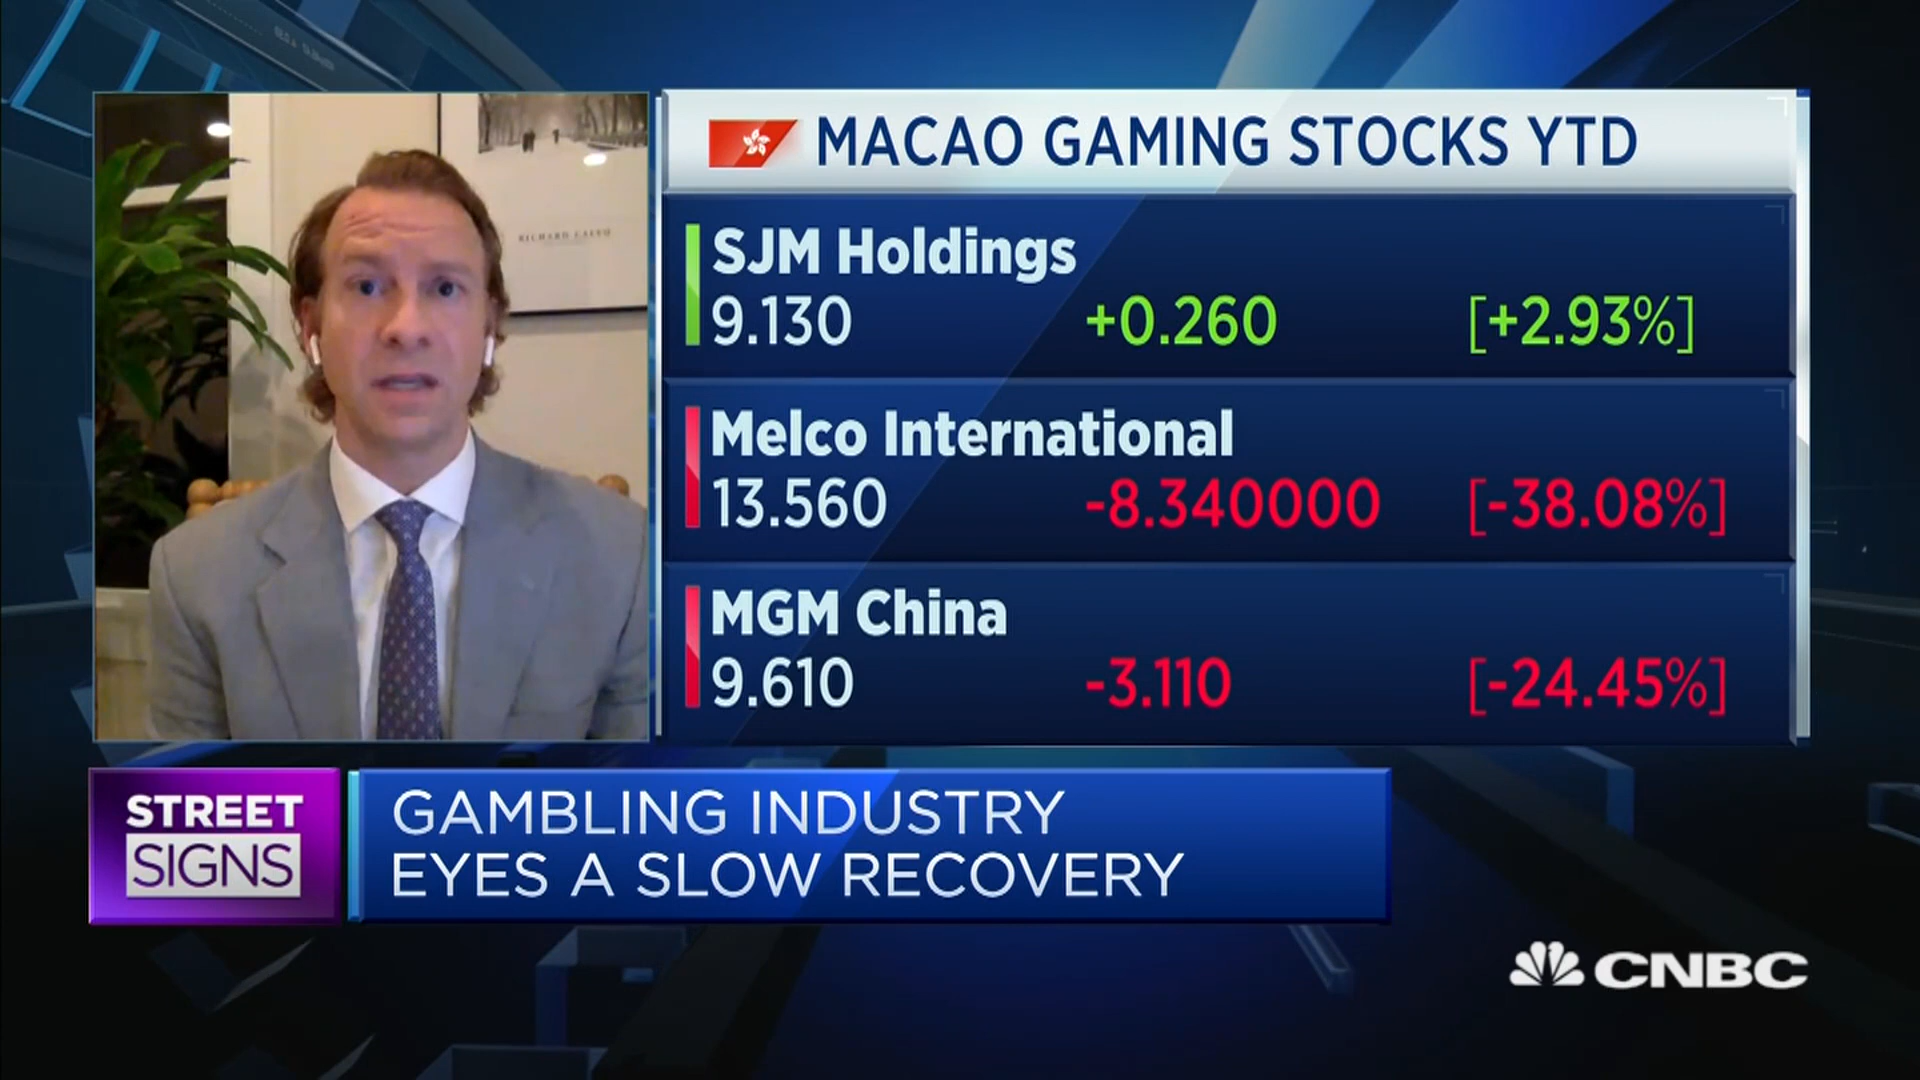 MACAO GAMING STOCKS YTD
SJM Holdings
9.130 +0.260 [+2.93%]
Melco International
13.560 -8.340000 [-38.08%]
MGM China
9.610 -3.110 [-24.45%]
STREET
SIGNS
GAMBLING INDUSTRY
EYES A SLOW RECOVERY
CNBC